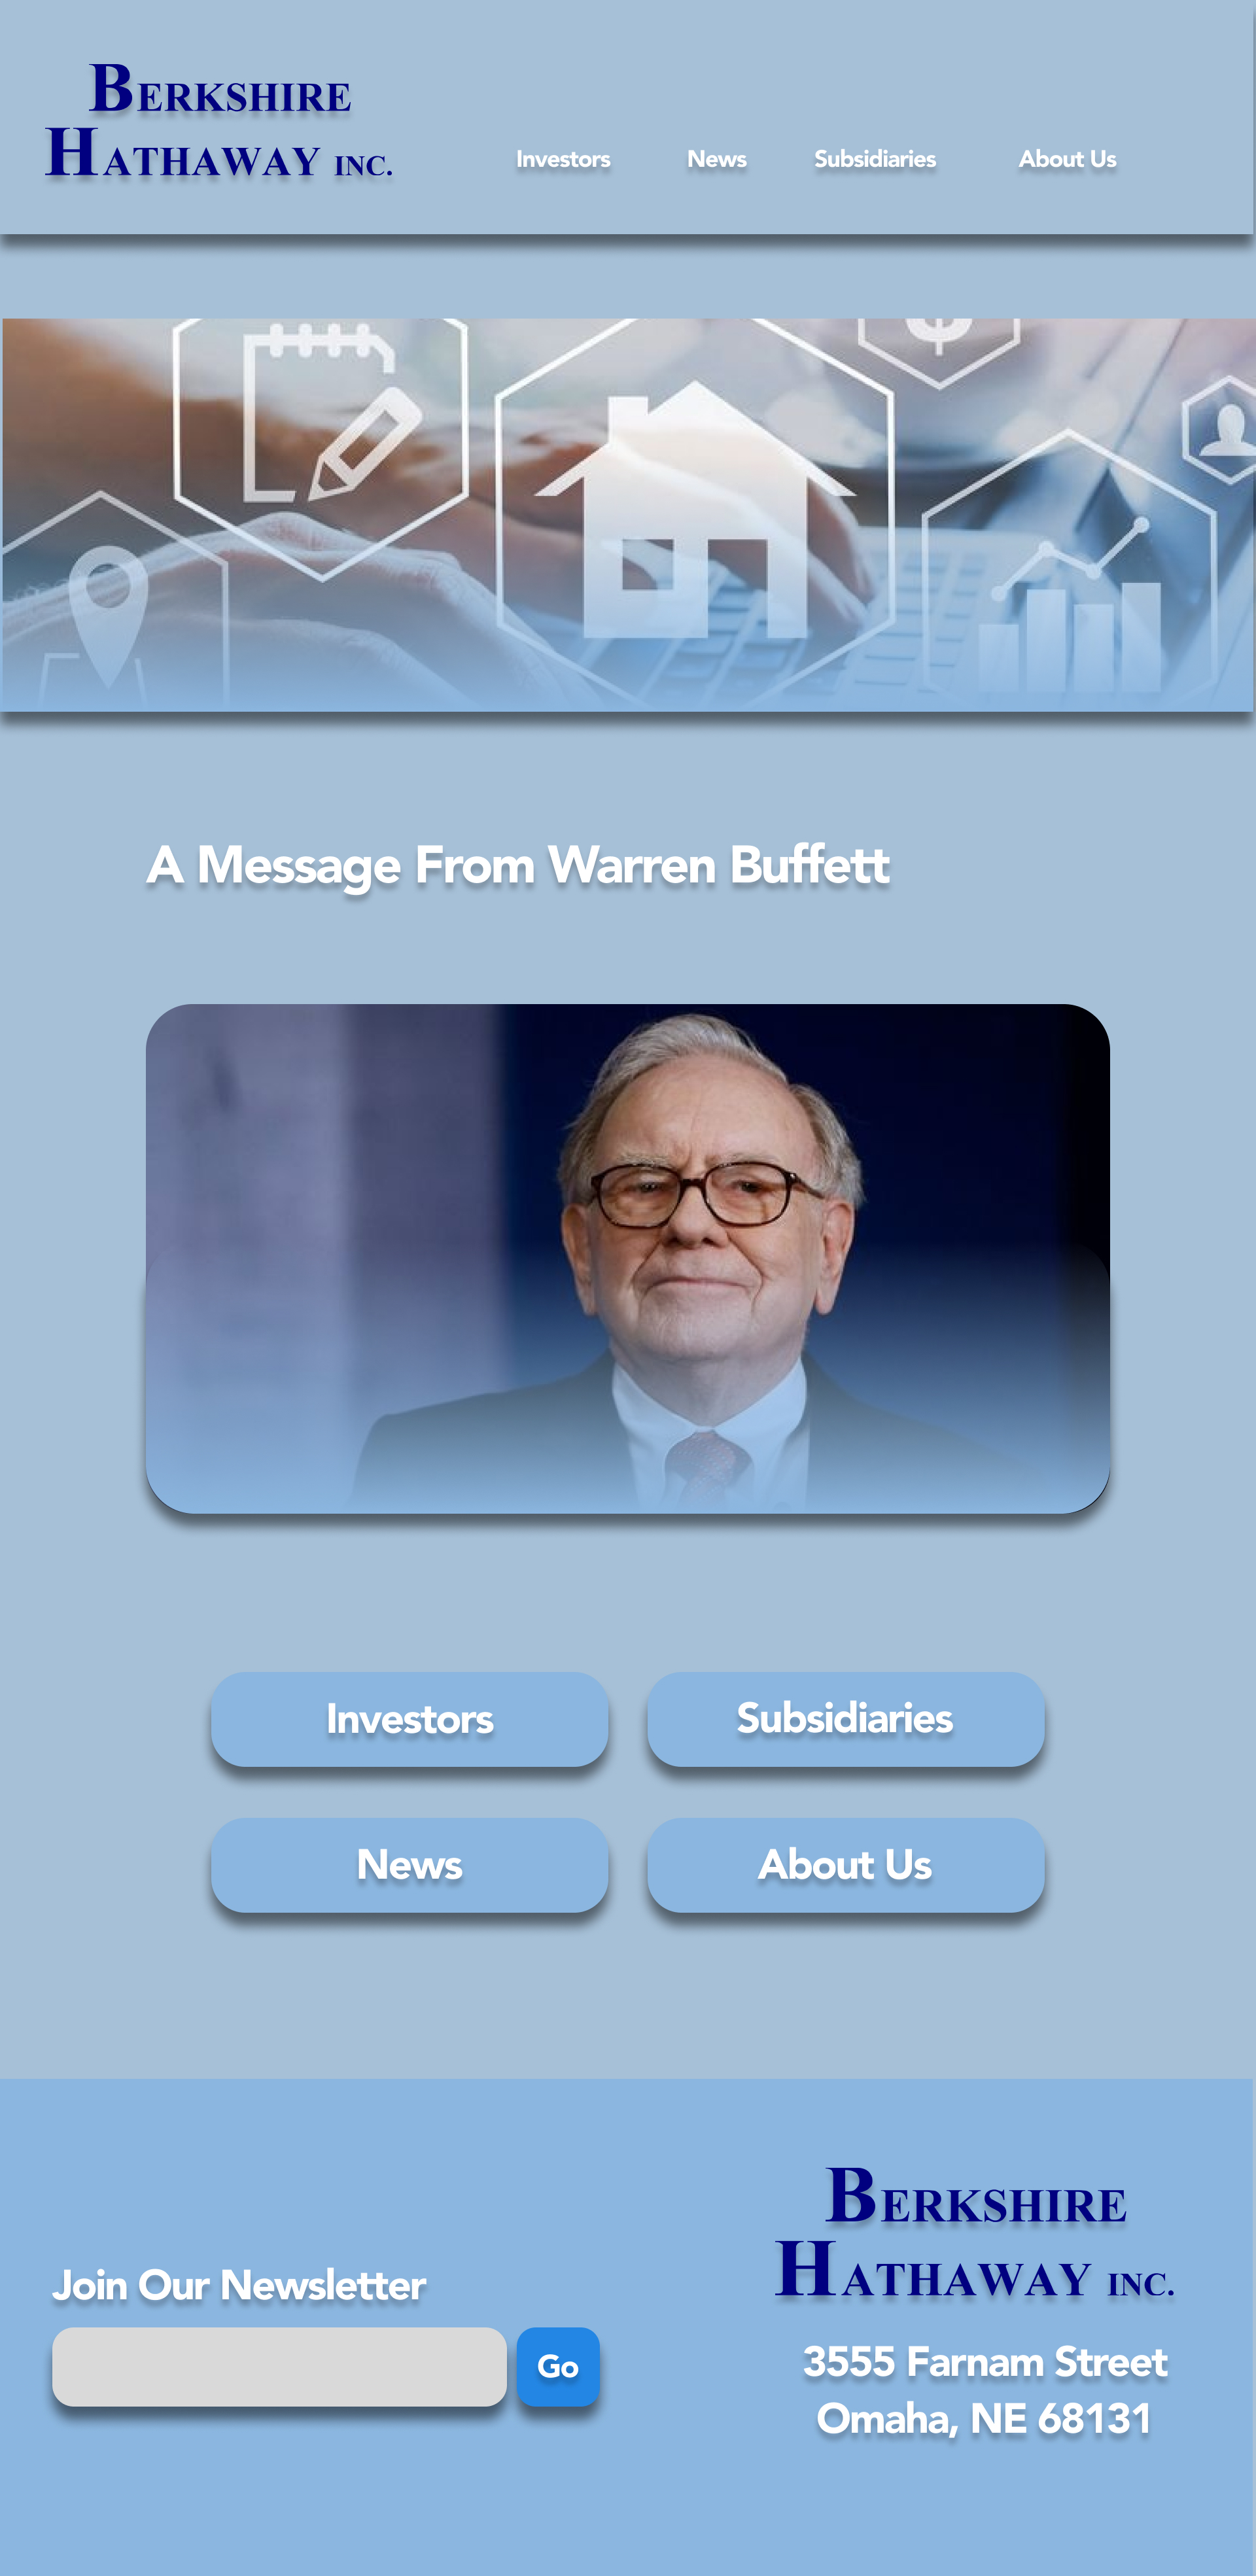 BERKSHIRE
HATHAWAY INC.
Investors News Subsidiaries About Us
A Message From Warren Buffett
Investors Subsidiaries
News About Us
BERKSHIRE
HATHAWAY INC.
Join Our Newsletter
Go
3555 Farnam Street
Omaha, NE 68131